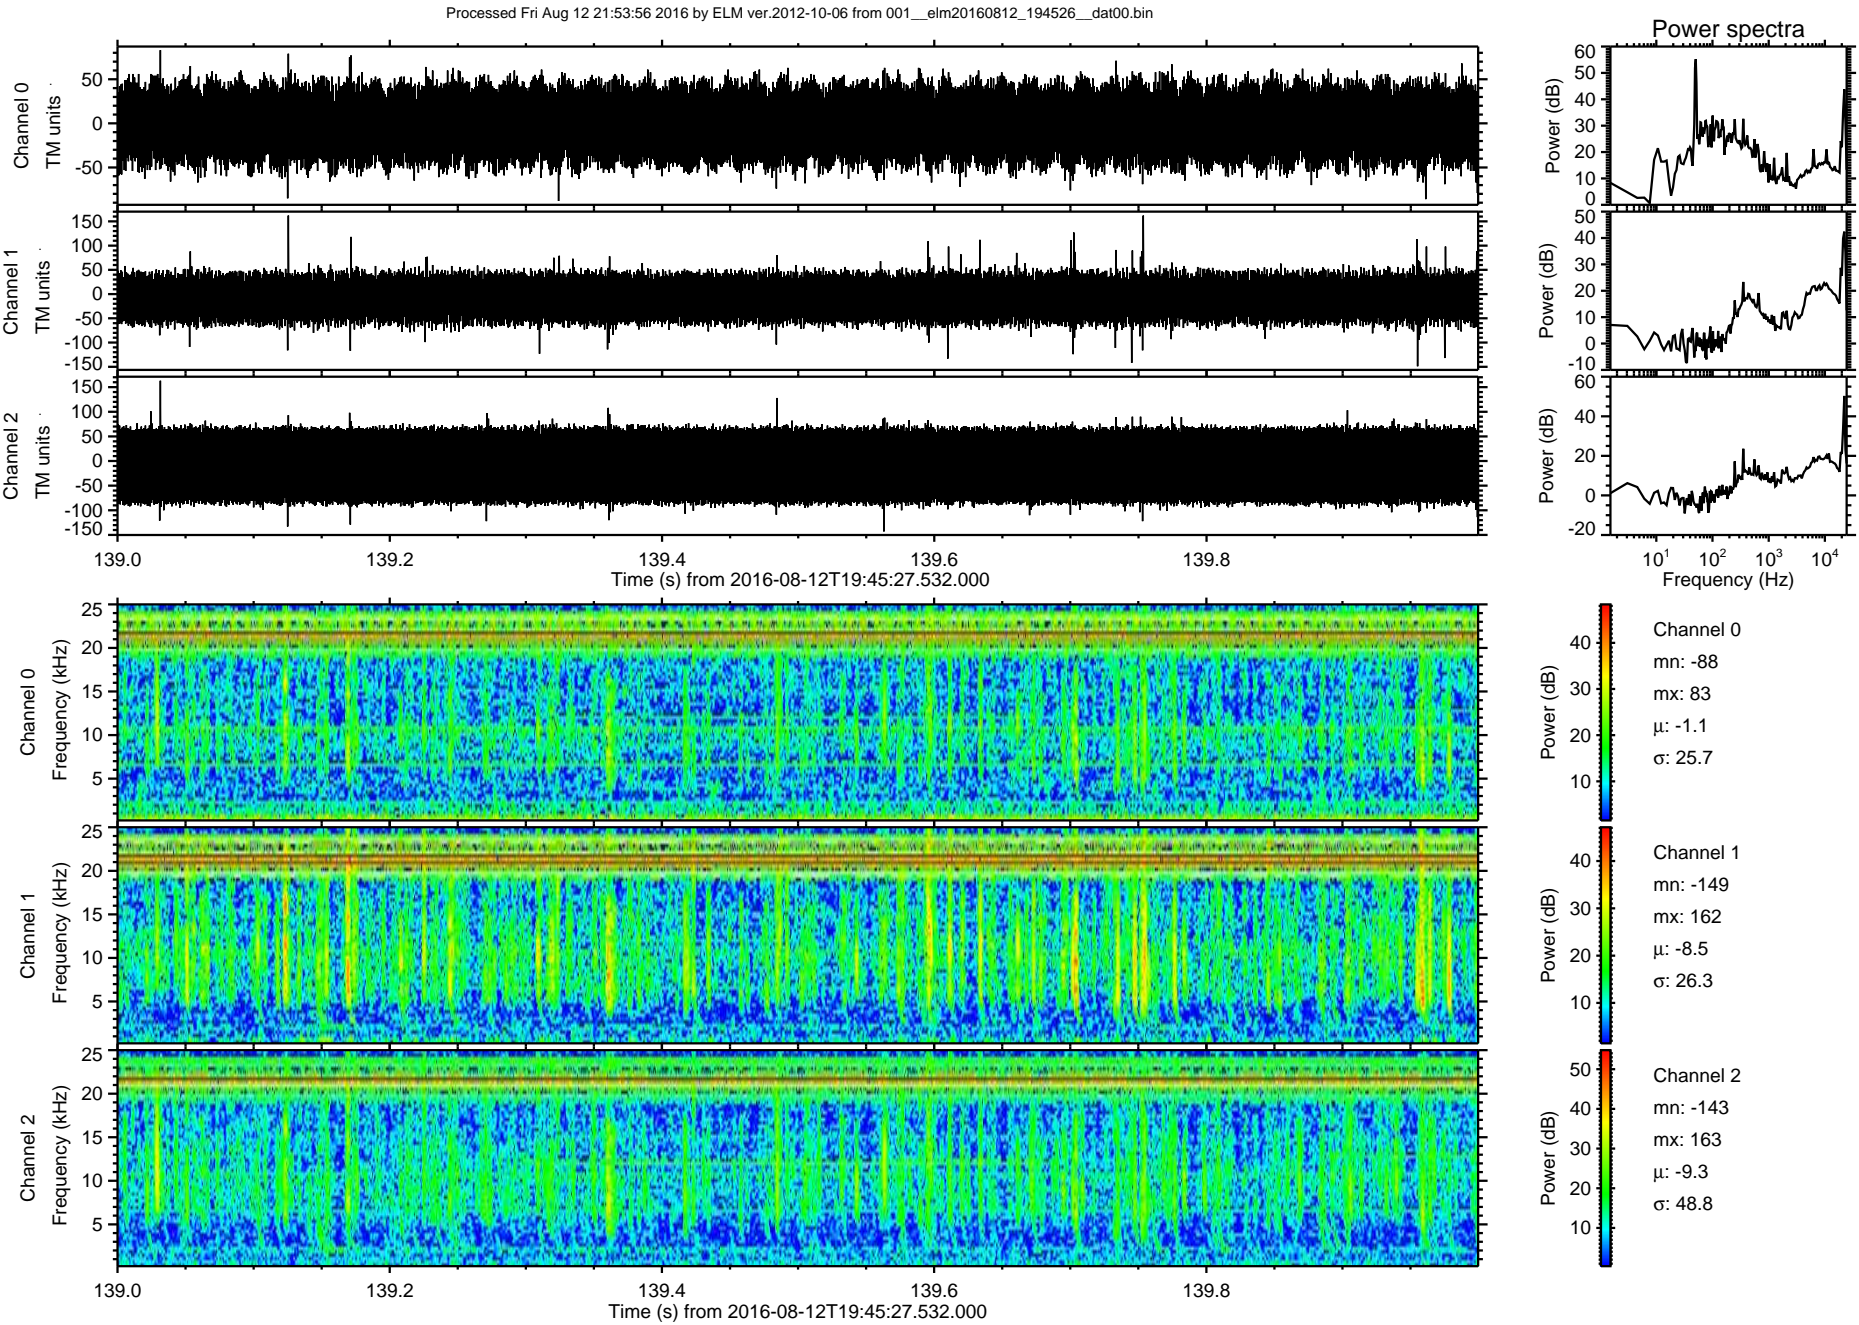 Processed Fri Aug 12 21:53:56 2016 by ELM ver.2012-10-06 from 001__elm20160812_194526__dat00.bin
Power spectra
Channel 0
TM units
50
0
-50
Power (dB)
60
50
40
30
20
10
0
Channel 1
TM units
150
100
50
0
-50
-100
-150
Power (dB)
50
40
30
20
10
0
-10
Channel 2
TM units
150
100
50
0
-50
-100
-150
Power (dB)
60
40
20
0
-20
139.0 139.2 139.4 139.6 139.8
Time (s) from 2016-08-12T19:45:27.532.000
10^1 10^2 10^3 10^4
Frequency (Hz)
Channel 0
Frequency (kHz)
25
20
15
10
5
Power (dB)
40
30
20
10
Channel 0
mn: -88
mx: 83
μ: -1.1
σ: 25.7
Channel 1
Frequency (kHz)
25
20
15
10
5
Power (dB)
40
30
20
10
Channel 1
mn: -149
mx: 162
μ: -8.5
σ: 26.3
Channel 2
Frequency (kHz)
25
20
15
10
5
Power (dB)
50
40
30
20
10
Channel 2
mn: -143
mx: 163
μ: -9.3
σ: 48.8
139.0 139.2 139.4 139.6 139.8
Time (s) from 2016-08-12T19:45:27.532.000